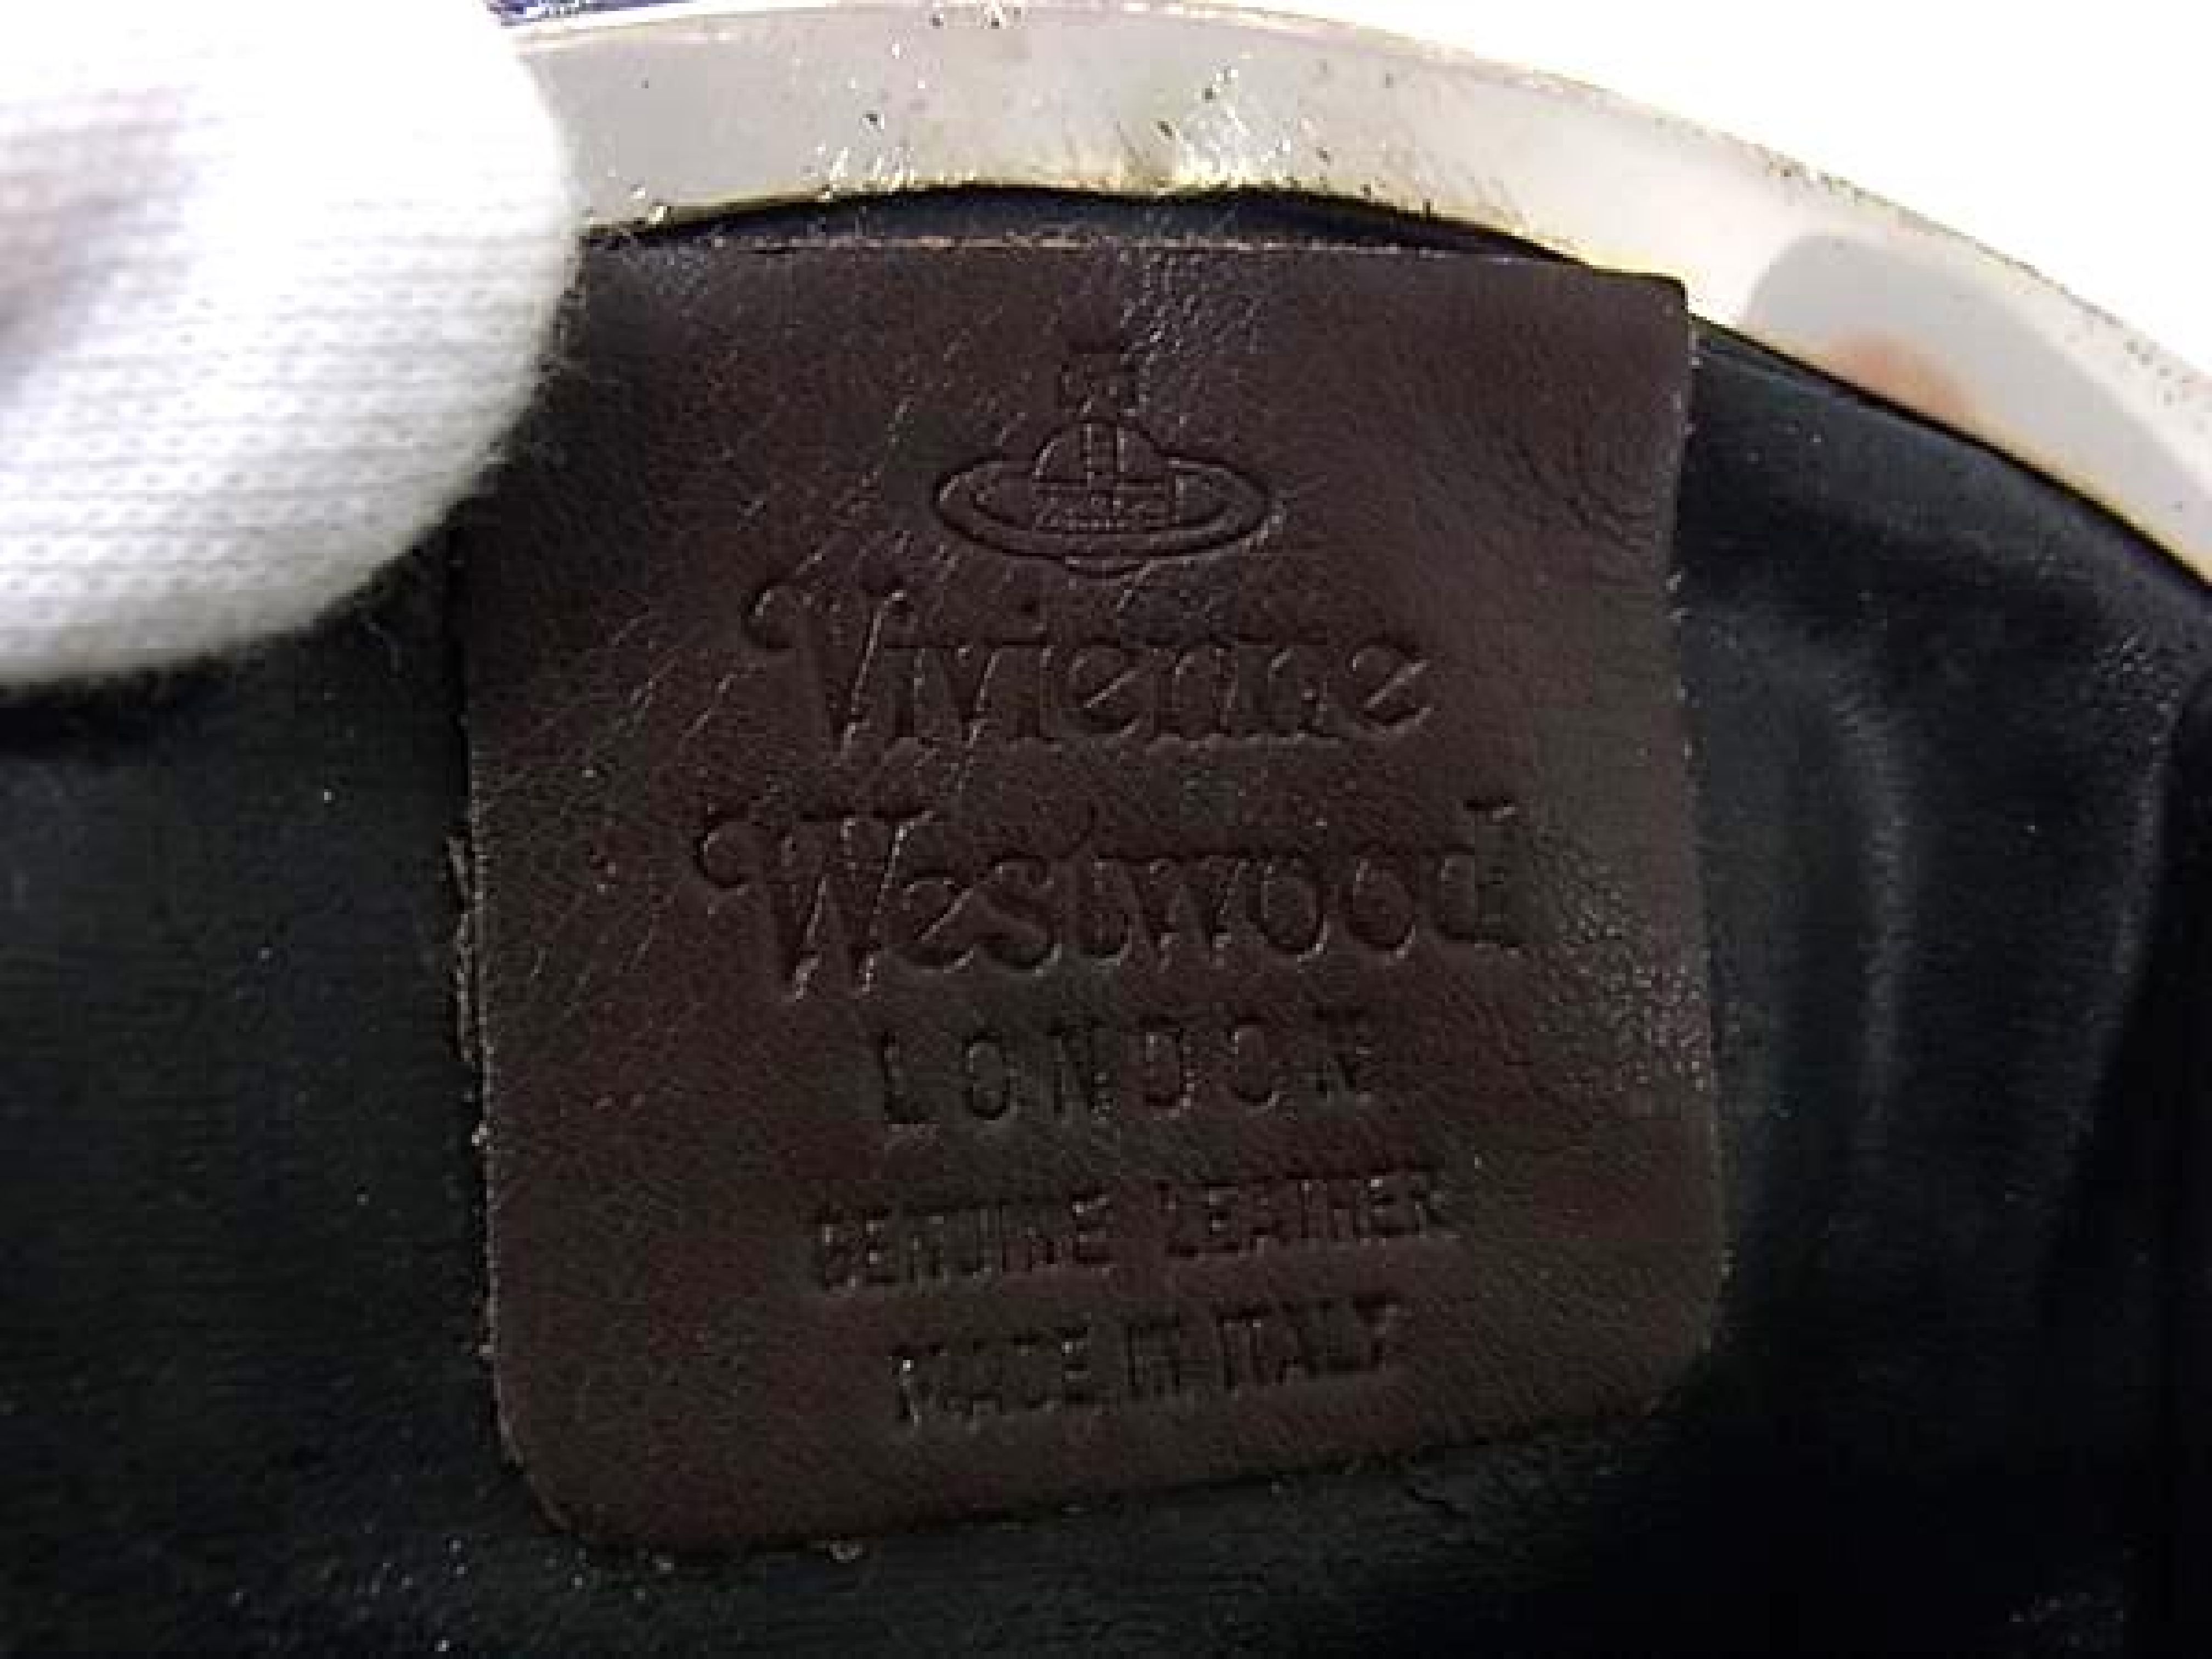 Vivienne
Westwood
LONDON
GENUINE LEATHER
MADE IN ITALY